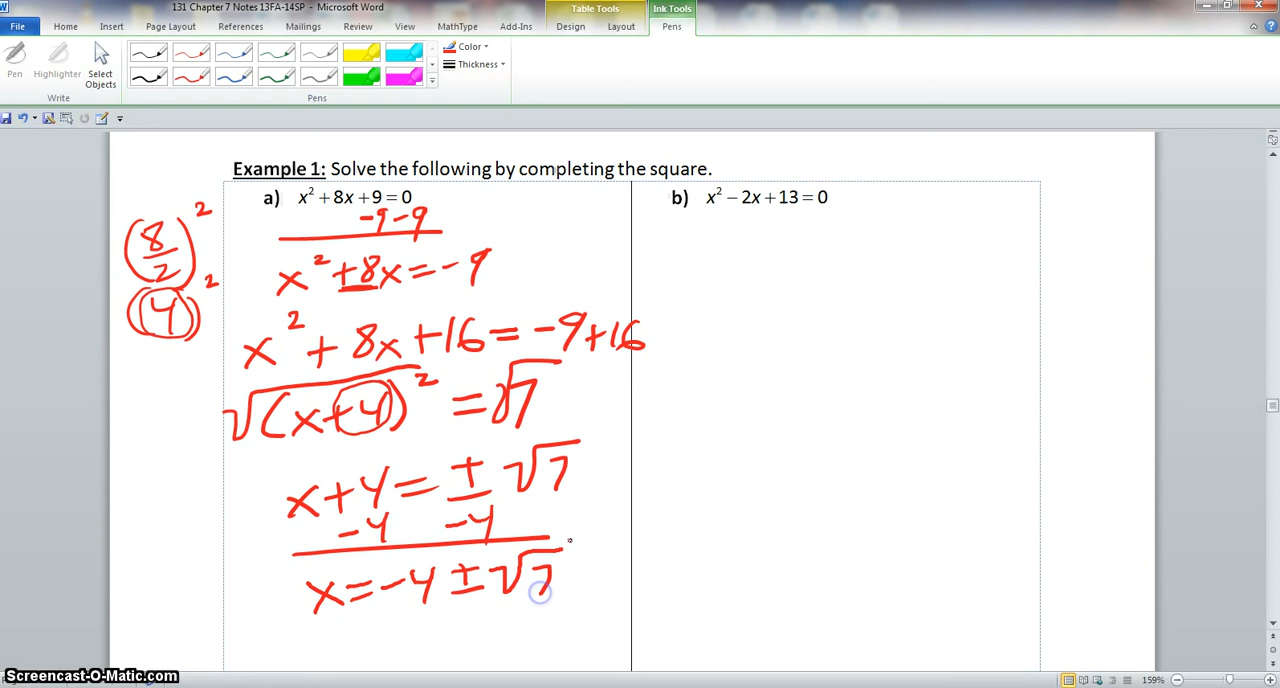 131 Chapter 7 Notes 13FA-14SP - Microsoft Word
Table Tools
Ink Tools
File Home Insert Page Layout References Mailings Review View MathType Add-Ins Design Layout Pens
Pen
Highlighter
Select Objects
Color
Thickness
Write
Pens
Example 1: Solve the following by completing the square.
a) x² + 8x + 9 = 0
-9 -9
x² + 8x = -9
(8/2)²
(4)²
x² + 8x + 16 = -9 + 16
√(x+4)² = √7
x + 4 = ± √7
-4 -4
x = -4 ± √7
b) x² − 2x + 13 = 0
159%
Screencast-O-Matic.com